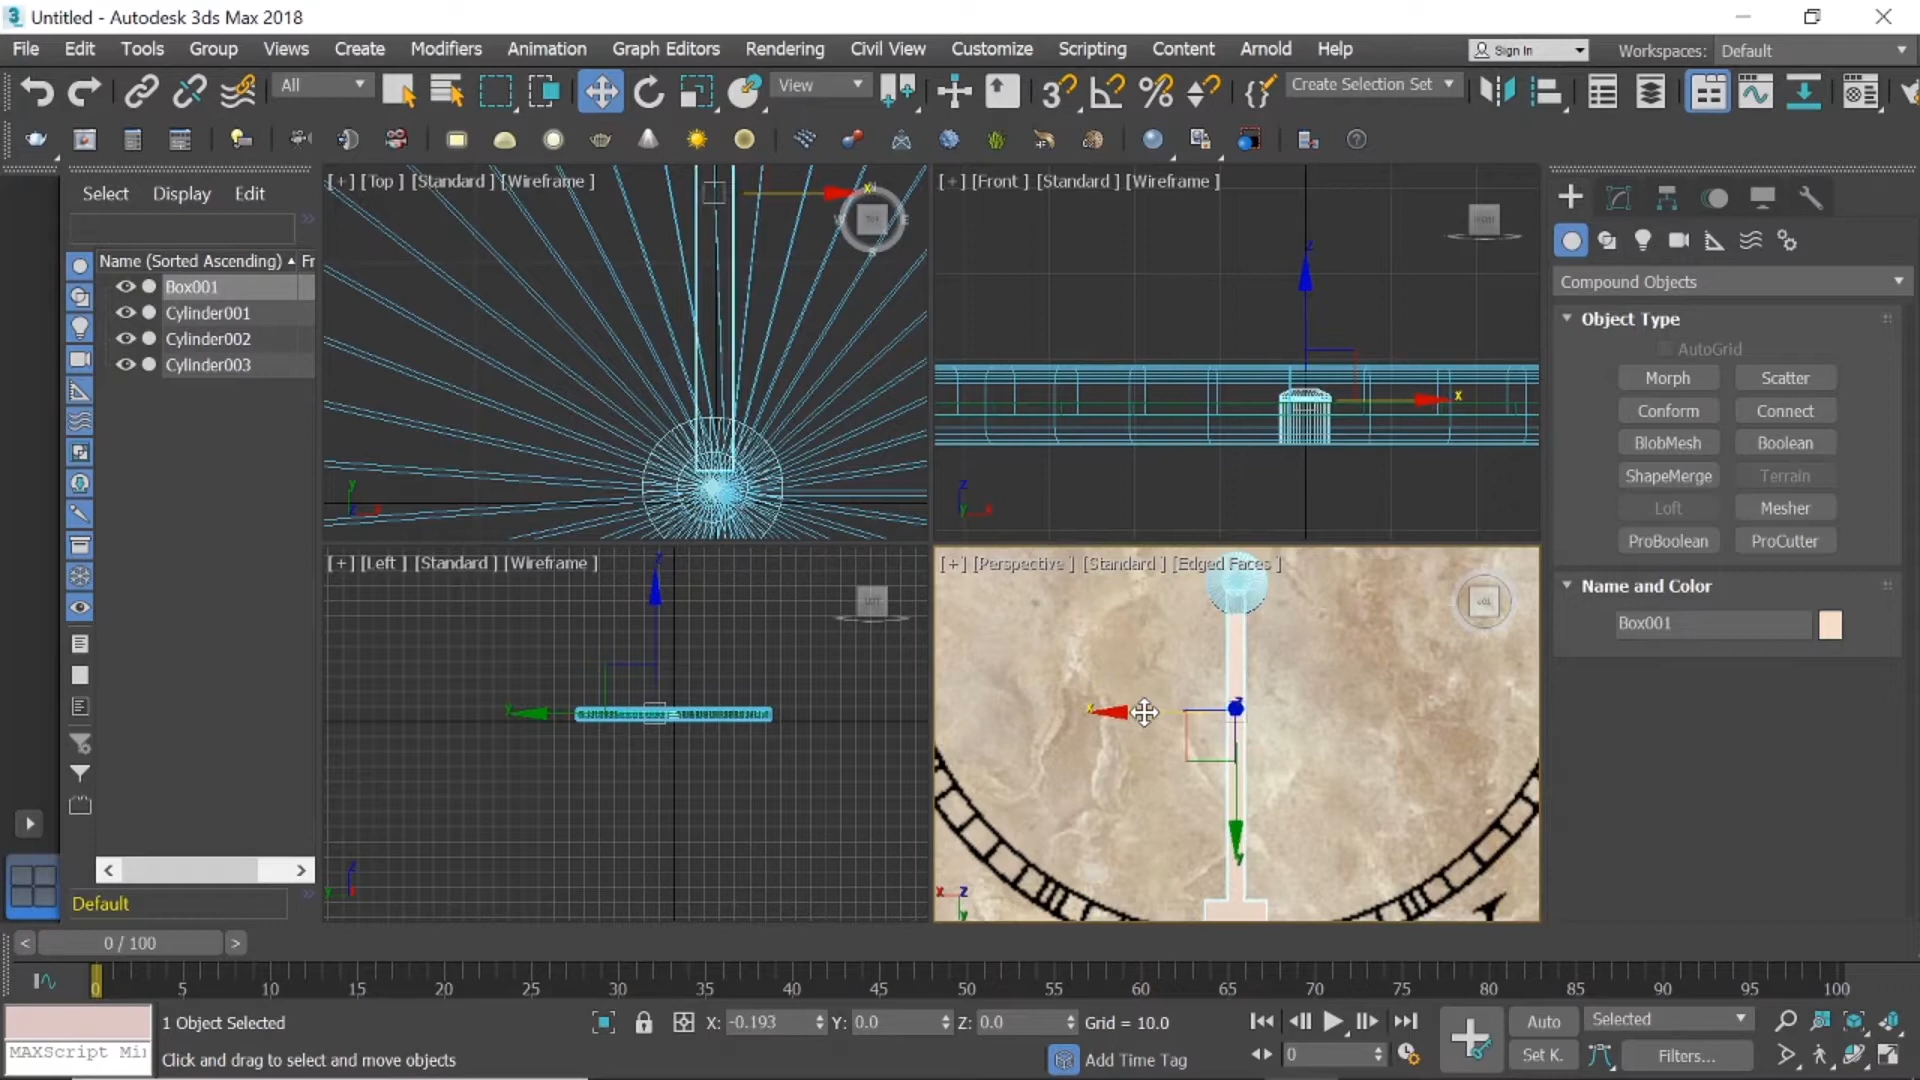 Untitled - Autodesk 3ds Max 2018
File Edit Tools Group Views Create Modifiers Animation Graph Editors Rendering Civil View Customize Scripting Content Arnold Help Sign In Workspaces: Default
All View Create Selection Set
Select Display Edit
Name (Sorted Ascending) Fr
Box001
Cylinder001
Cylinder002
Cylinder003
Default
[+] [Top ] [Standard ] [Wireframe ]
[+] [Front ] [Standard ] [Wireframe ]
[+] [Left ] [Standard ] [Wireframe ]
[+] [Perspective ] [Standard ] [Edged Faces ]
Compound Objects
Object Type
AutoGrid
Morph Scatter
Conform Connect
BlobMesh Boolean
ShapeMerge Terrain
Loft Mesher
ProBoolean ProCutter
Name and Color
Box001
< 0 / 100 >
0 5 10 15 20 25 30 35 40 45 50 55 60 65 70 75 80 85 90 95 100
1 Object Selected X: -0.193 Y: 0.0 Z: 0.0 Grid = 10.0 Auto Selected
MAXScript Mi Click and drag to select and move objects Add Time Tag 0 Set K. Filters...